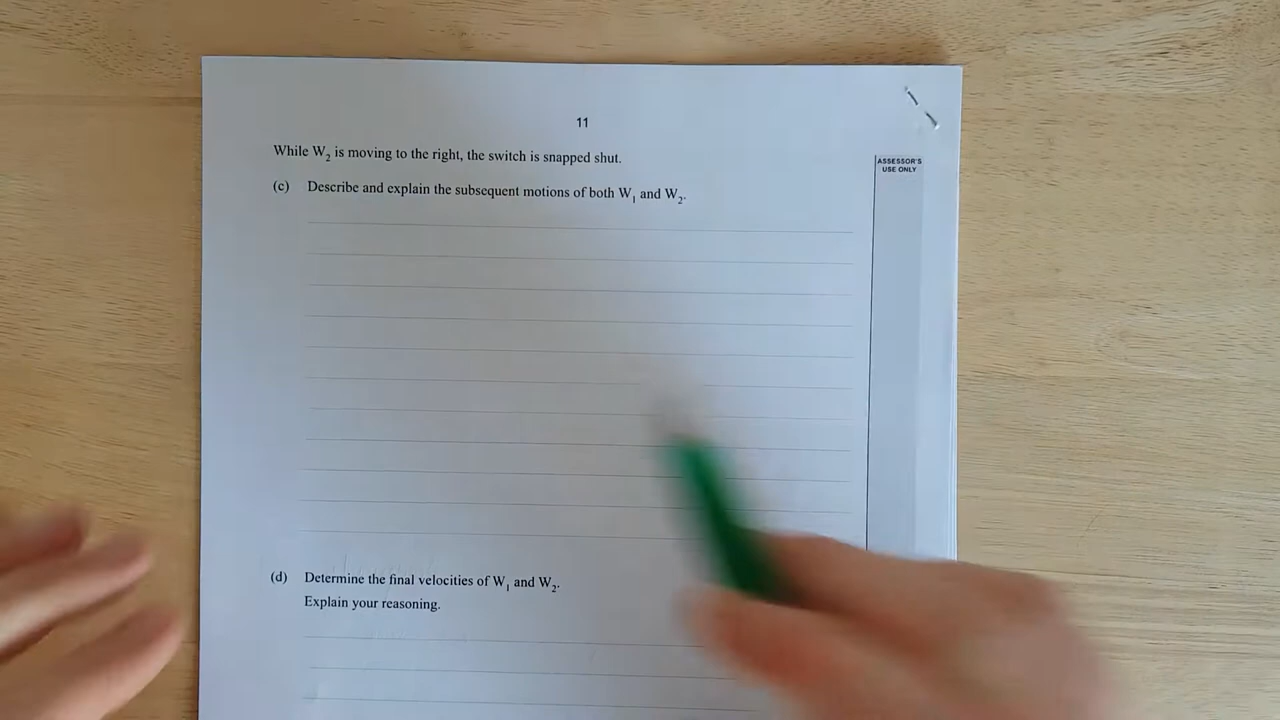 11
While W₂ is moving to the right, the switch is snapped shut.
ASSESSOR'S
USE ONLY
(c) Describe and explain the subsequent motions of both W₁ and W₂.
(d) Determine the final velocities of W₁ and W₂.
Explain your reasoning.